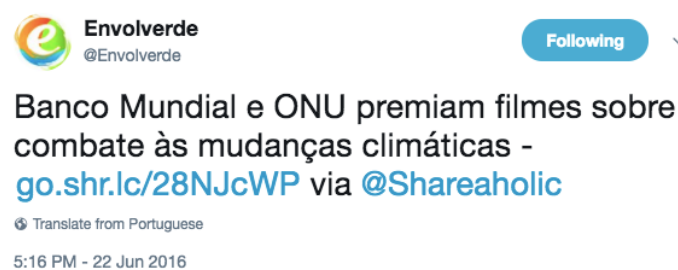 Envolverde
@Envolverde
Following
Banco Mundial e ONU premiam filmes sobre
combate às mudanças climáticas -
go.shr.lc/28NJcWP via @Shareaholic
Translate from Portuguese
5:16 PM - 22 Jun 2016